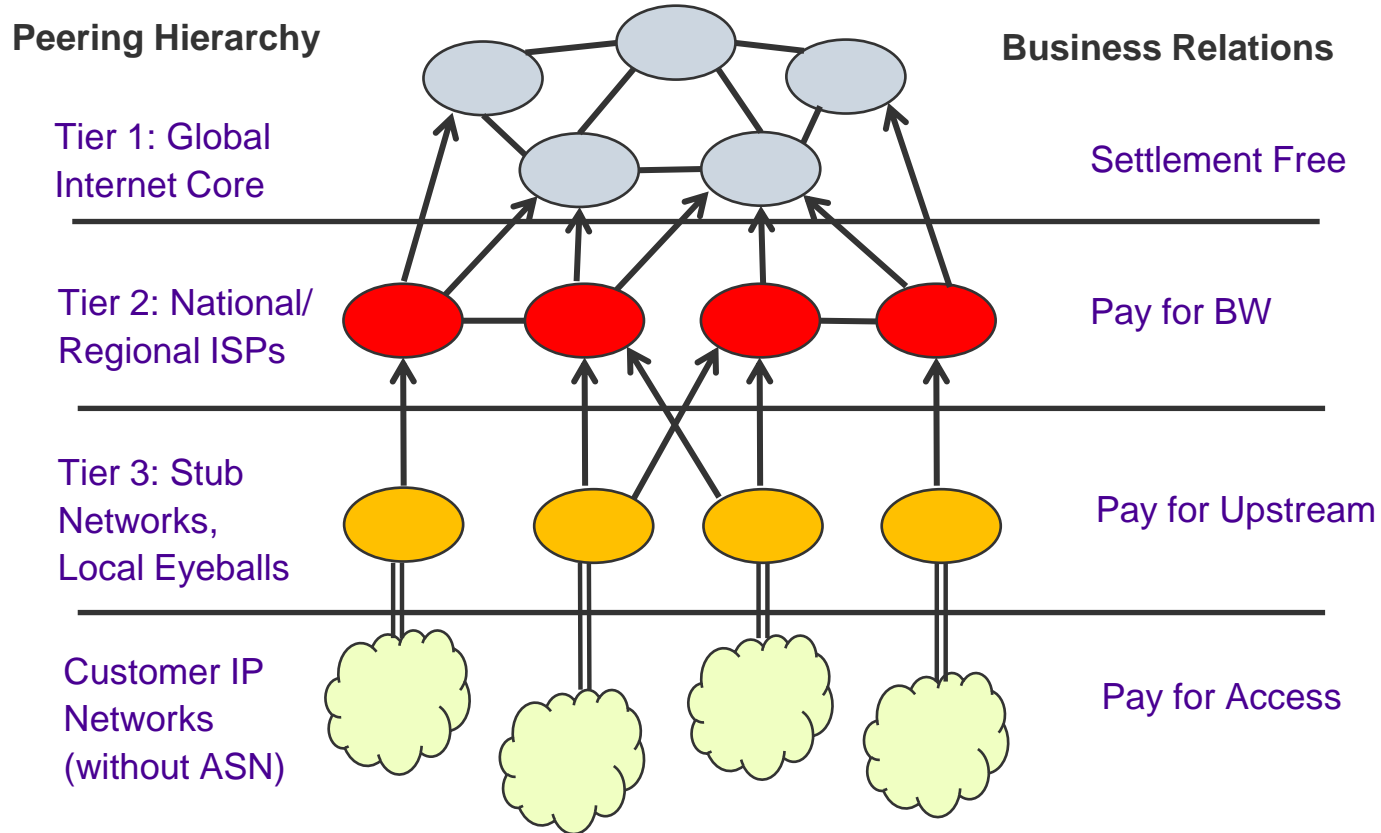 Peering Hierarchy
Business Relations
Tier 1: Global
Internet Core
Settlement Free
Tier 2: National/
Regional ISPs
Pay for BW
Tier 3: Stub
Networks,
Local Eyeballs
Pay for Upstream
Customer IP
Networks
(without ASN)
Pay for Access